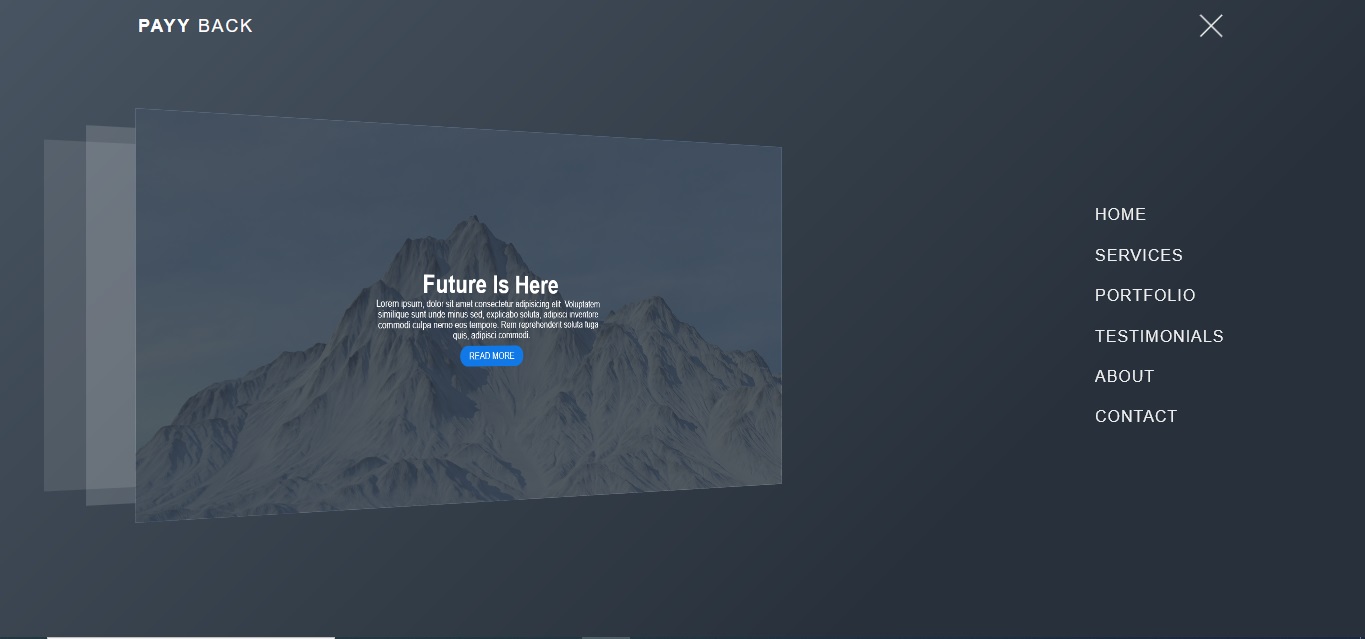 PAYY BACK
Future Is Here
Lorem ipsum, dolor sit amet consectetur adipisicing elit. Voluptatem
similique sunt unde minus sed, explicabo soluta, adipisci inventore
commodi culpa nemo eos tempore. Rem reprehenderit soluta fuga
quis, adipisci commodi.
READ MORE
HOME
SERVICES
PORTFOLIO
TESTIMONIALS
ABOUT
CONTACT